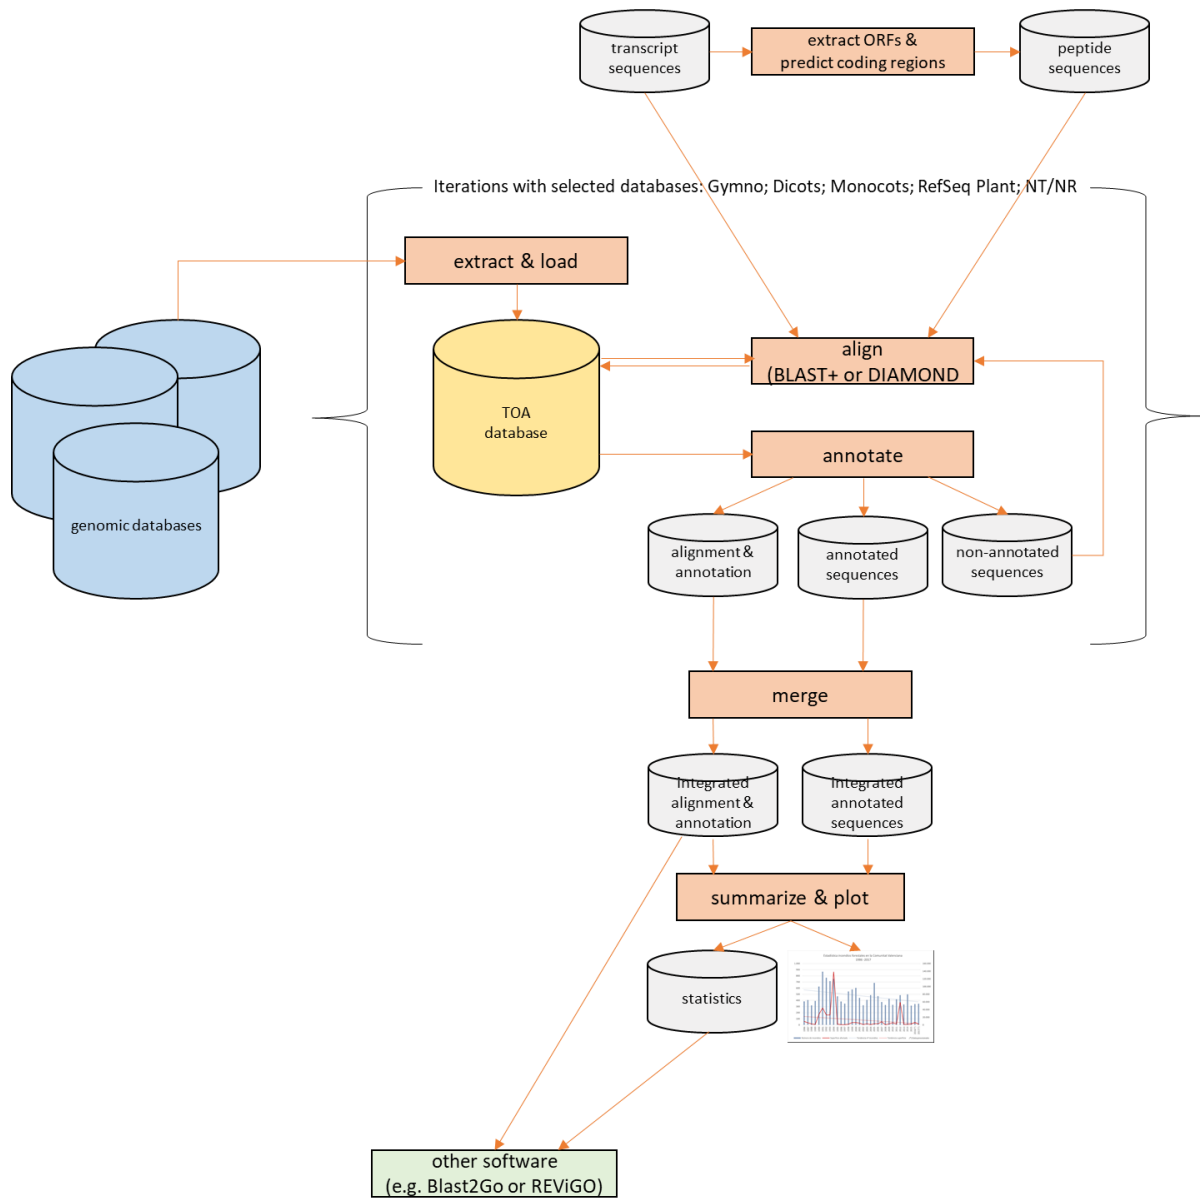 transcript
sequences
extract ORFs &
predict coding regions
peptide
sequences
Iterations with selected databases: Gymno; Dicots; Monocots; RefSeq Plant; NT/NR
extract & load
align
(BLAST+ or DIAMOND
TOA
database
annotate
genomic databases
alignment &
annotation
annotated
sequences
non-annotated
sequences
merge
integrated
alignment &
annotation
integrated
annotated
sequences
summarize & plot
statistics
other software
(e.g. Blast2Go or REViGO)